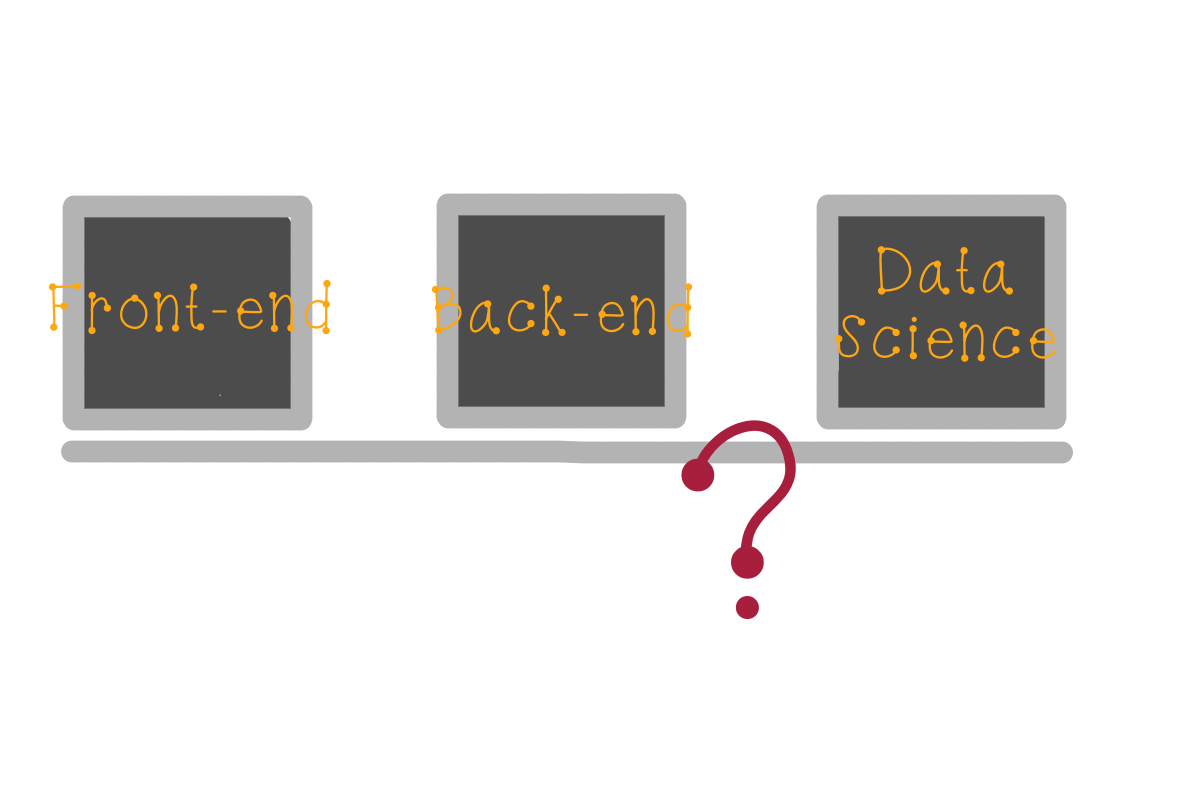 Front-end
Back-end
Data
Science
?